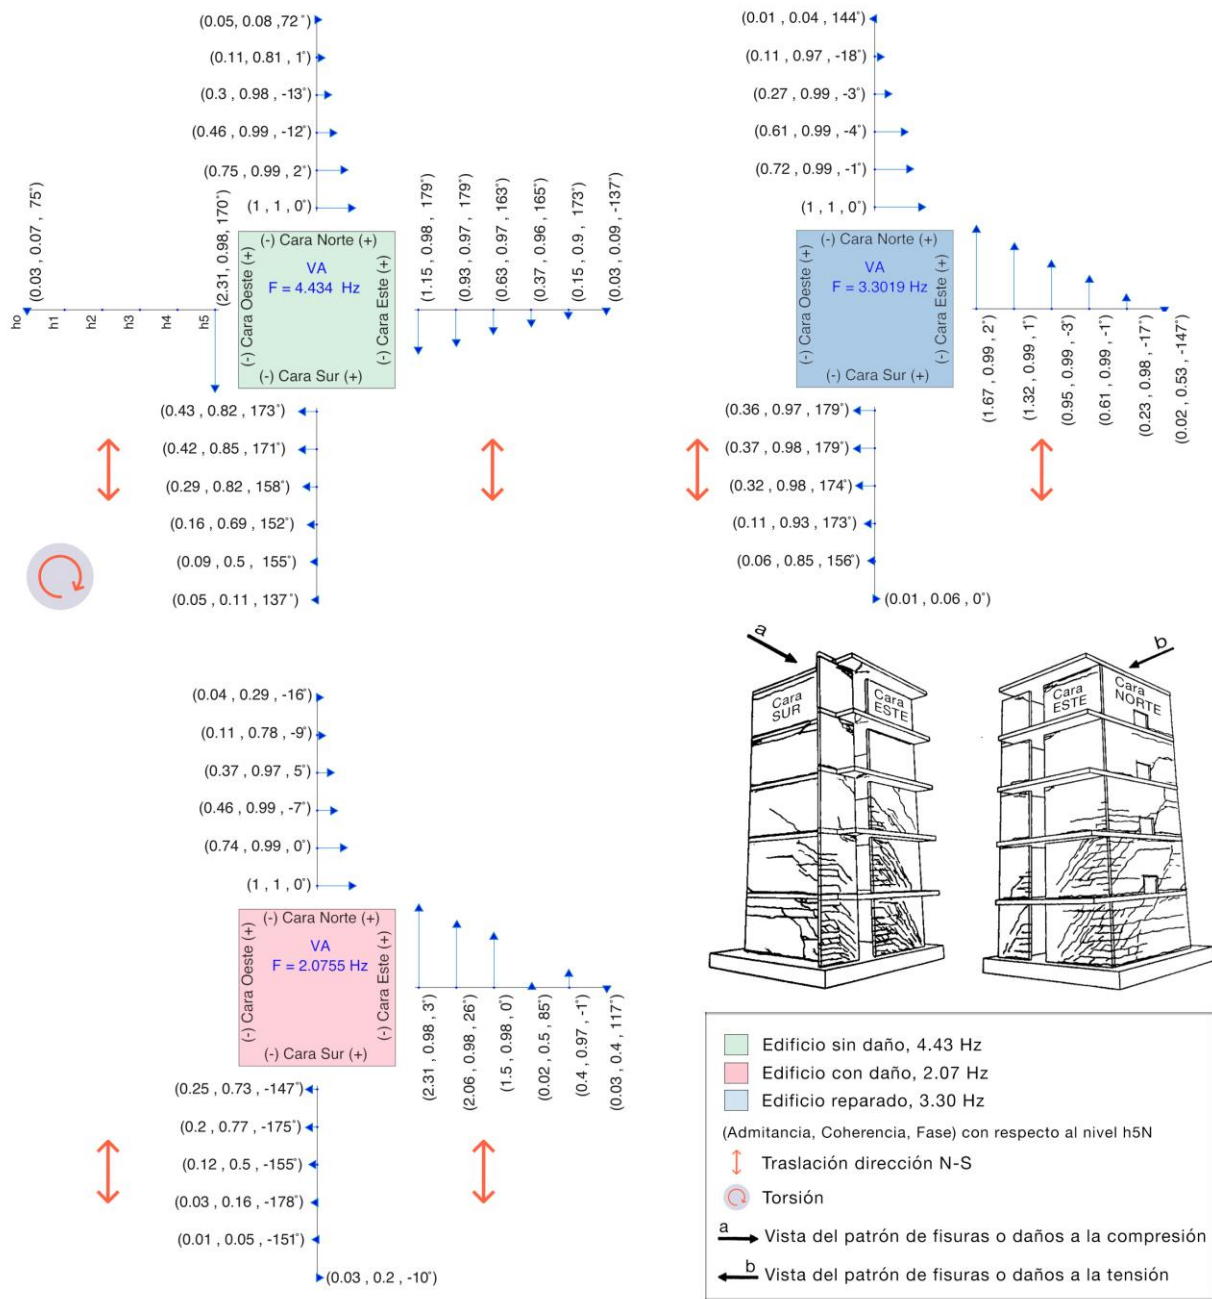 (0.05, 0.08 ,72°)
(0.11, 0.81 , 1°)
(0.3 , 0.98 , -13°)
(0.46 , 0.99 , -12°)
(0.75 , 0.99 , 2°)
(1 , 1 , 0°)
(0.03 , 0.07 , 75°)
(2.31, 0.98, 170°)
ho
h1
h2
h3
h4
h5
(-) Cara Norte (+)
(-) Cara Oeste (+)
VA
F = 4.434 Hz
(-) Cara Este (+)
(-) Cara Sur (+)
(1.15, 0.98 , 179°)
(0.93 , 0.97 , 179°)
(0.63 , 0.97 , 163°)
(0.37 , 0.96 , 165°)
(0.15 , 0.9 , 173°)
(0.03 , 0.09 ,-137°)
(0.43 , 0.82 , 173°)
(0.42 , 0.85 , 171°)
(0.29 , 0.82 , 158°)
(0.16 , 0.69 , 152°)
(0.09 , 0.5 , 155°)
(0.05 , 0.11 , 137°)
(0.01 , 0.04 , 144°)
(0.11 , 0.97 , -18°)
(0.27 , 0.99 , -3°)
(0.61 , 0.99 , -4°)
(0.72 , 0.99 , -1°)
(1 , 1 , 0°)
(-) Cara Norte (+)
(-) Cara Oeste (+)
VA
F = 3.3019 Hz
(-) Cara Este (+)
(-) Cara Sur (+)
(1.67 , 0.99 , 2°)
(1.32 , 0.99 , 1°)
(0.95 , 0.99 , -3°)
(0.61 , 0.99 , -1°)
(0.23 , 0.98 , -17°)
(0.02 , 0.53 , -147°)
(0.36 , 0.97 , 179°)
(0.37 , 0.98 , 179°)
(0.32 , 0.98 , 174°)
(0.11 , 0.93 , 173°)
(0.06 , 0.85 , 156°)
(0.01 , 0.06 , 0°)
(0.04 , 0.29 , -16°)
(0.11 , 0.78 , -9°)
(0.37 , 0.97 , 5°)
(0.46 , 0.99 , -7°)
(0.74 , 0.99 , 0°)
(1 , 1 , 0°)
(-) Cara Norte (+)
(-) Cara Oeste (+)
VA
F = 2.0755 Hz
(-) Cara Este (+)
(-) Cara Sur (+)
(2.31 , 0.98 , 3°)
(2.06 , 0.98 , 26°)
(1.5 , 0.98 , 0°)
(0.02 , 0.5 , 85°)
(0.4 , 0.97 , -1°)
(0.03 , 0.4 , 117°)
(0.25 , 0.73 , -147°)
(0.2 , 0.77 , -175°)
(0.12 , 0.5 , -155°)
(0.03 , 0.16 , -178°)
(0.01 , 0.05 , -151°)
(0.03 , 0.2 , -10°)
a
Cara
SUR
Cara
ESTE
b
Cara
ESTE
Cara
NORTE
Edificio sin daño, 4.43 Hz
Edificio con daño, 2.07 Hz
Edificio reparado, 3.30 Hz
(Admitancia, Coherencia, Fase) con respecto al nivel h5N
Traslación dirección N-S
Torsión
a Vista del patrón de fisuras o daños a la compresión
b Vista del patrón de fisuras o daños a la tensión